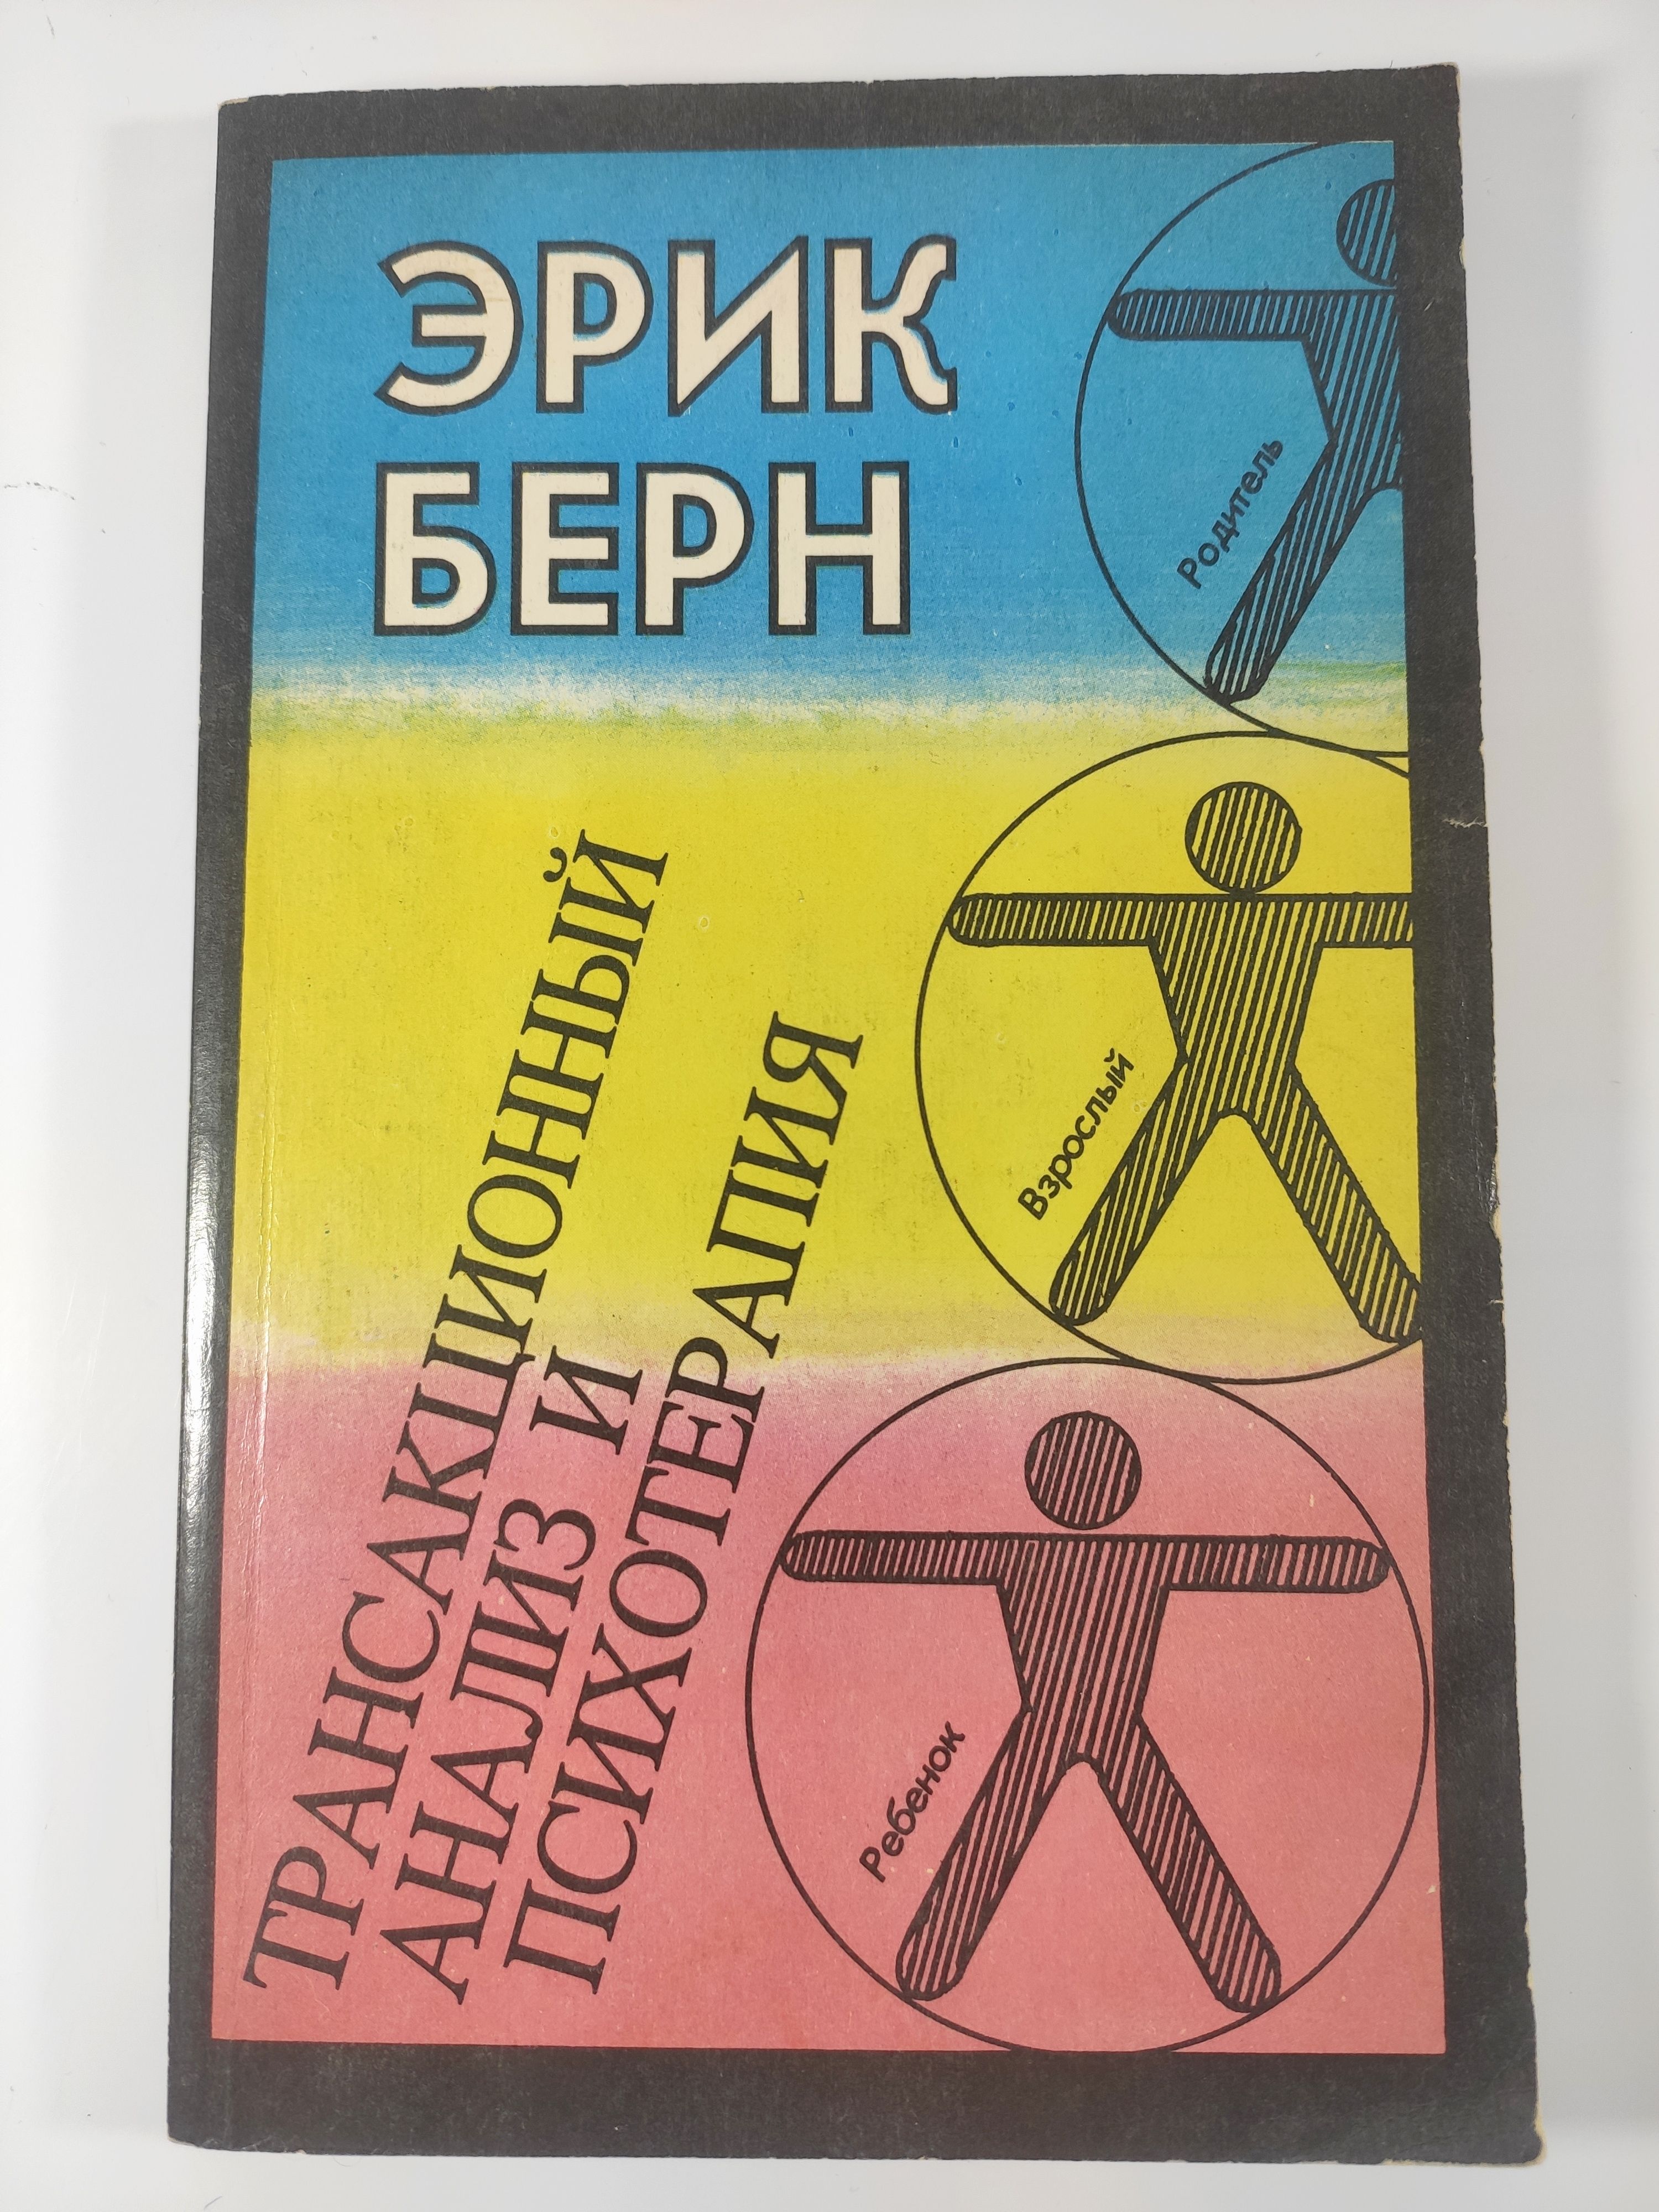 ЭРИК
БЕРН
Родитель
ТРАНСАКЦИОННЫЙ
АНАЛИЗ И
ПСИХОТЕРАПИЯ
Взрослый
Ребенок